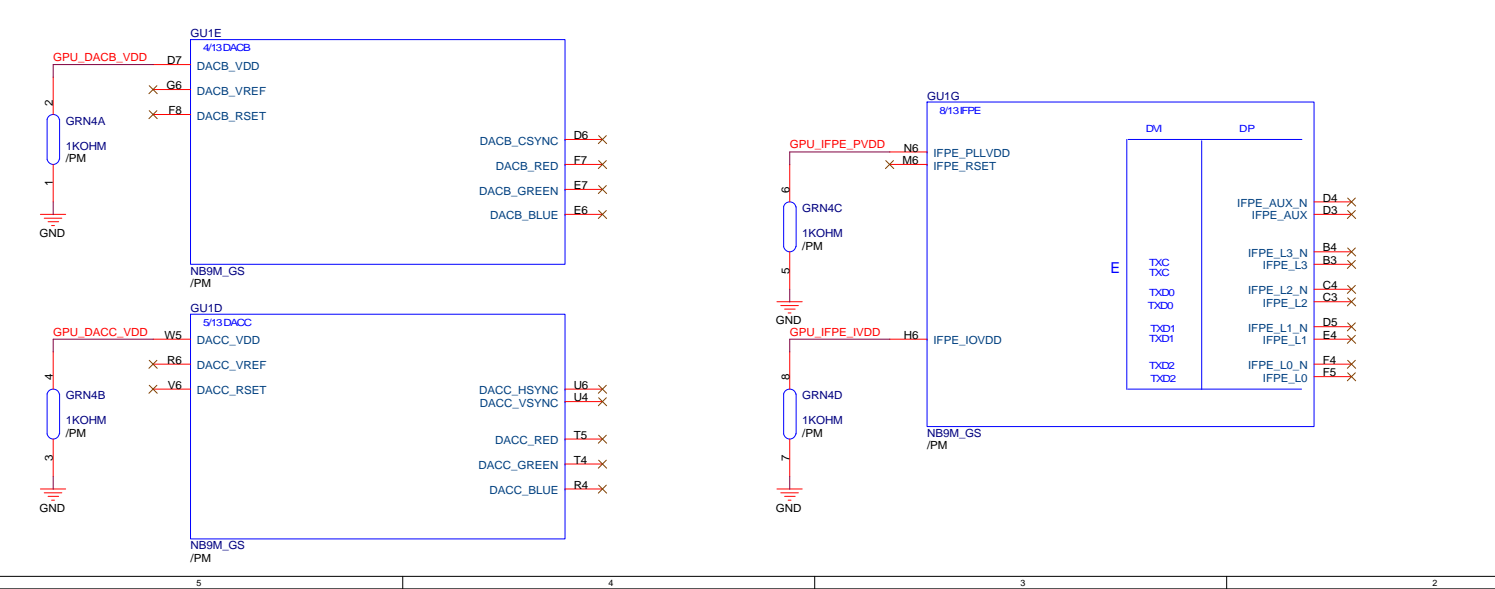 GU1E
4/13 DACB
GPU_DACB_VDD
D7
DACB_VDD
G6
DACB_VREF
F8
DACB_RSET
2
GRN4A
1KOHM
/PM
1
GND
DACB_CSYNC
D6
DACB_RED
F7
DACB_GREEN
E7
DACB_BLUE
E6
NB9M_GS
/PM
GU1D
5/13 DACC
GPU_DACC_VDD
W5
DACC_VDD
R6
DACC_VREF
V6
DACC_RSET
4
GRN4B
1KOHM
/PM
3
GND
DACC_HSYNC
U6
DACC_VSYNC
U4
DACC_RED
T5
DACC_GREEN
T4
DACC_BLUE
R4
NB9M_GS
/PM
GU1G
8/13 IFPE
DVI
DP
GPU_IFPE_PVDD
N6
IFPE_PLLVDD
M6
IFPE_RSET
6
GRN4C
1KOHM
/PM
5
GND
GPU_IFPE_IVDD
H6
IFPE_IOVDD
8
GRN4D
1KOHM
/PM
7
GND
E
TXC
TXC
TXD0
TXD0
TXD1
TXD1
TXD2
TXD2
IFPE_AUX_N
D4
IFPE_AUX
D3
IFPE_L3_N
B4
IFPE_L3
B3
IFPE_L2_N
C4
IFPE_L2
C3
IFPE_L1_N
D5
IFPE_L1
E4
IFPE_L0_N
F4
IFPE_L0
F5
NB9M_GS
/PM
5
4
3
2